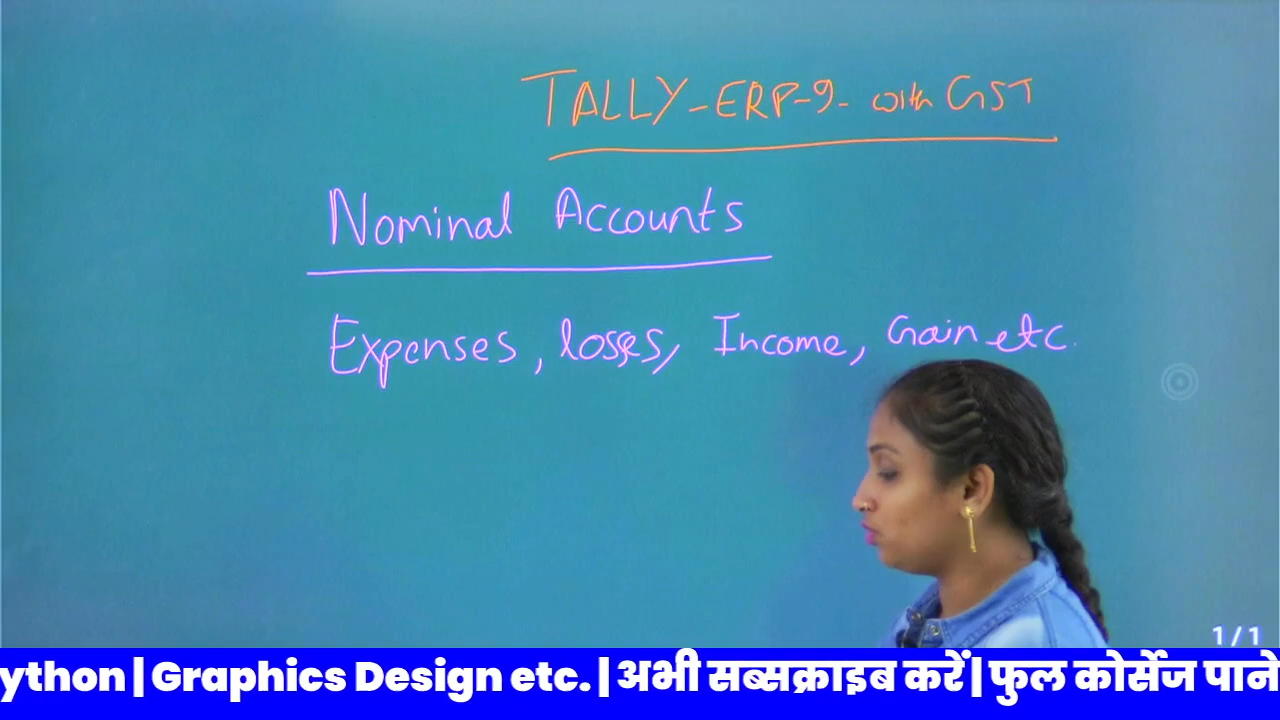 TALLY-ERP-9- with GST
Nominal Accounts
Expenses, losses, Income, Gain etc.
1 / 1
ython | Graphics Design etc. | अभी सब्सक्राइब करें | फुल कोर्सेज पाने